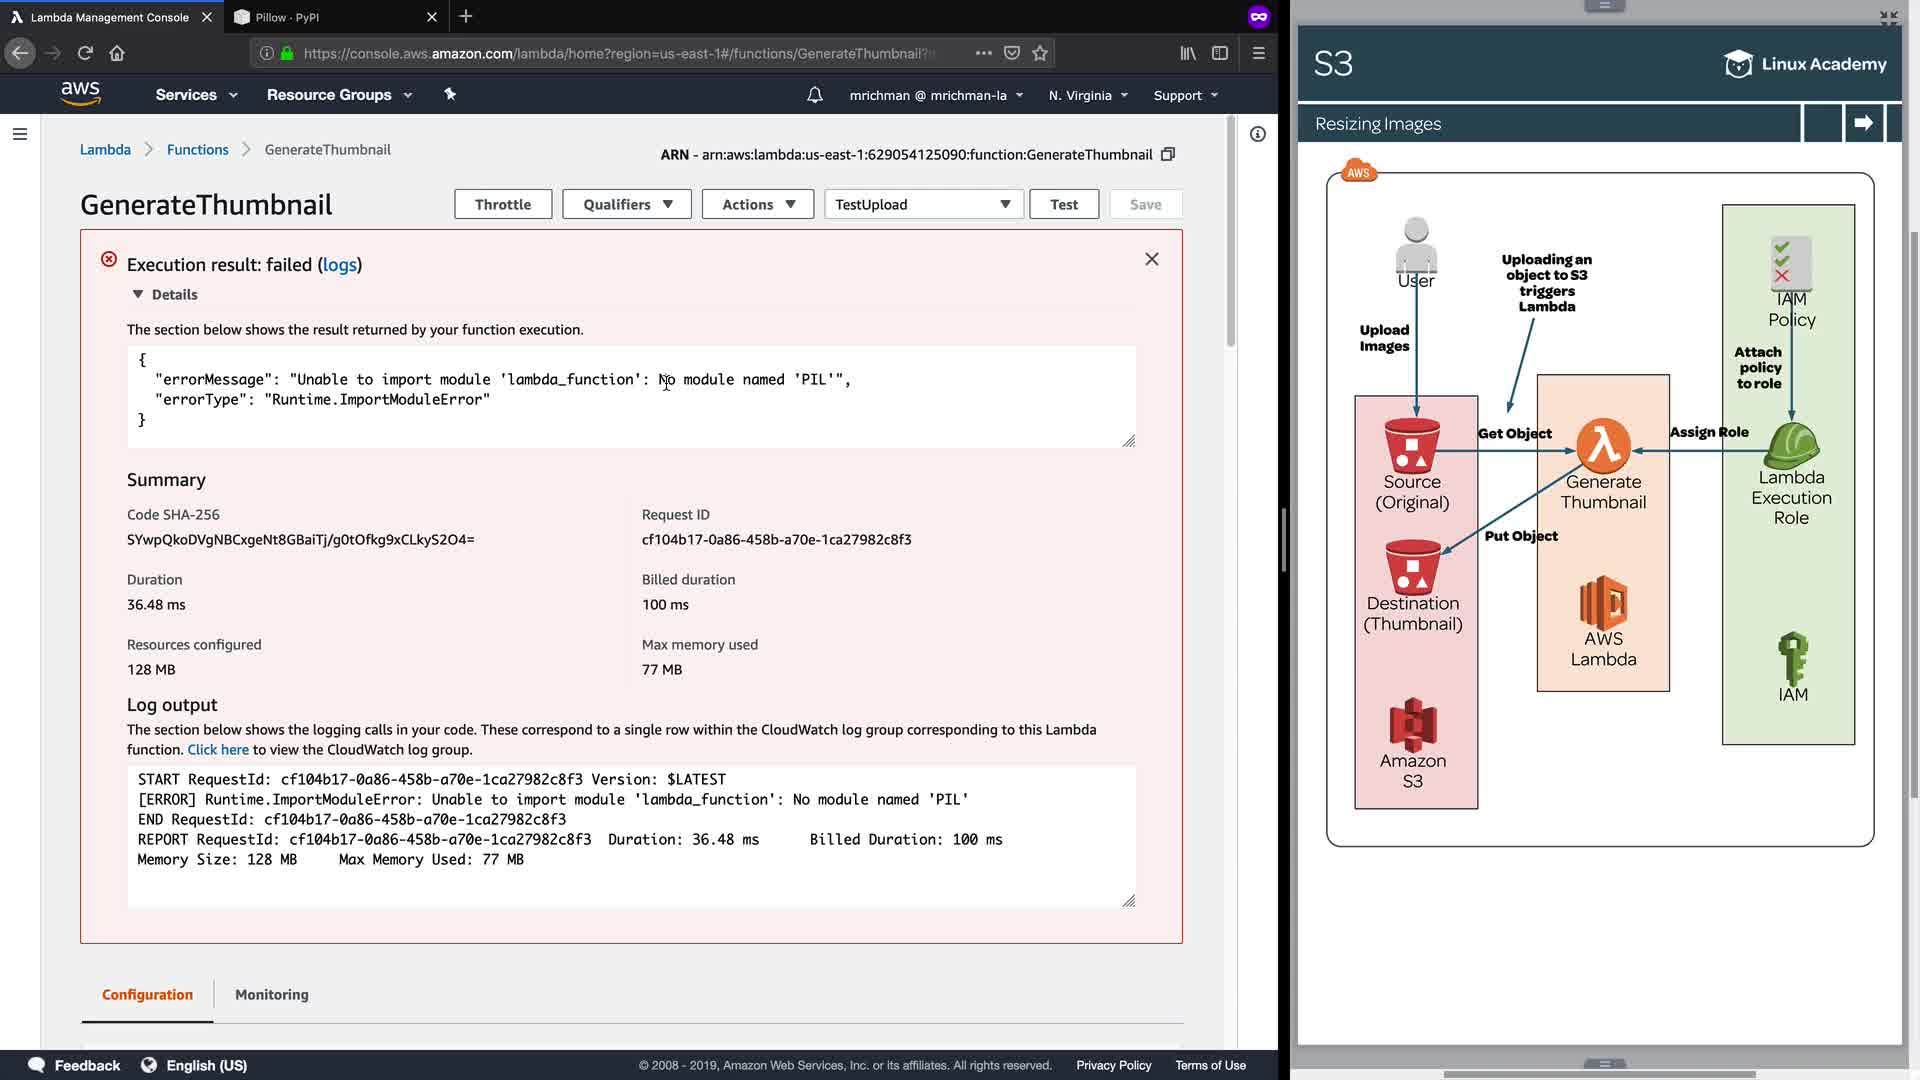 Lambda Management Console
Pillow · PyPI
https://console.aws.amazon.com/lambda/home?region=us-east-1#/functions/GenerateThumbnail?
aws
Services
Resource Groups
mrichman @ mrichman-la
N. Virginia
Support
Lambda
Functions
GenerateThumbnail
ARN - arn:aws:lambda:us-east-1:629054125090:function:GenerateThumbnail
GenerateThumbnail
Throttle
Qualifiers
Actions
TestUpload
Test
Save
Execution result: failed (logs)
Details
The section below shows the result returned by your function execution.
{
"errorMessage": "Unable to import module 'lambda_function': No module named 'PIL'",
"errorType": "Runtime.ImportModuleError"
}
Summary
Code SHA-256
Request ID
SYwpQkoDVgNBCxgeNt8GBaiTj/g0tOfkg9xCLkyS2O4=
cf104b17-0a86-458b-a70e-1ca27982c8f3
Duration
Billed duration
36.48 ms
100 ms
Resources configured
Max memory used
128 MB
77 MB
Log output
The section below shows the logging calls in your code. These correspond to a single row within the CloudWatch log group corresponding to this Lambda
function. Click here to view the CloudWatch log group.
START RequestId: cf104b17-0a86-458b-a70e-1ca27982c8f3 Version: $LATEST
[ERROR] Runtime.ImportModuleError: Unable to import module 'lambda_function': No module named 'PIL'
END RequestId: cf104b17-0a86-458b-a70e-1ca27982c8f3
REPORT RequestId: cf104b17-0a86-458b-a70e-1ca27982c8f3 Duration: 36.48 ms Billed Duration: 100 ms
Memory Size: 128 MB Max Memory Used: 77 MB
Configuration
Monitoring
Feedback
English (US)
© 2008 - 2019, Amazon Web Services, Inc. or its affiliates. All rights reserved.
Privacy Policy
Terms of Use
S3
Linux Academy
Resizing Images
AWS
User
Uploading an
object to S3
triggers
Lambda
IAM
Policy
Upload
Images
Attach
policy
to role
Get Object
Assign Role
Source
(Original)
Generate
Thumbnail
Lambda
Execution
Role
Put Object
Destination
(Thumbnail)
AWS
Lambda
IAM
Amazon
S3